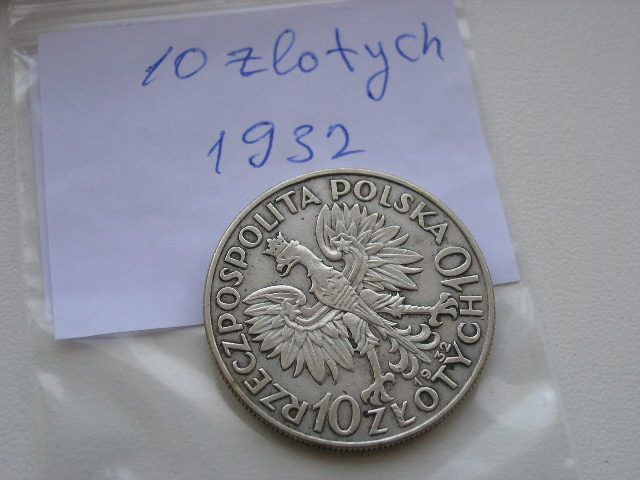 10 zlotych
1932
RZECZPOSPOLITA POLSKA
10 ZŁOTYCH 10
1932